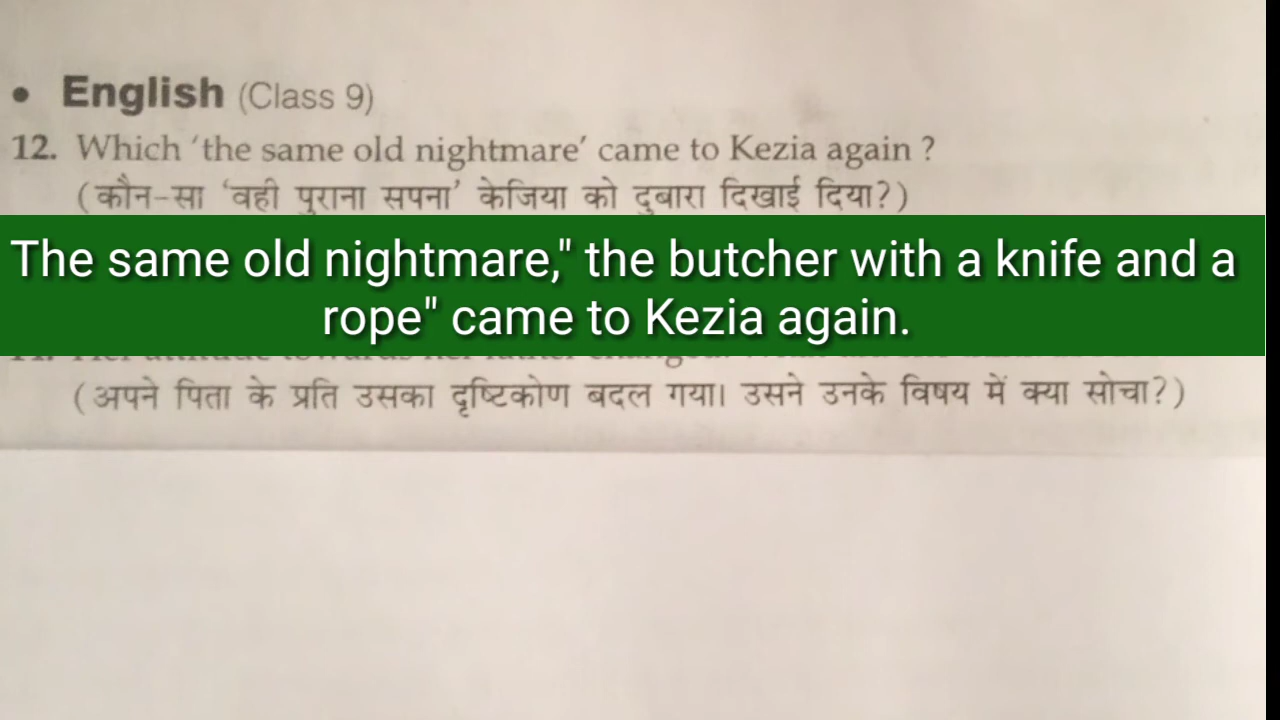 • English (Class 9)
12. Which 'the same old nightmare' came to Kezia again ?
(कौन-सा 'वही पुराना सपना' केजिया को दुबारा दिखाई दिया?)
The same old nightmare," the butcher with a knife and a
rope" came to Kezia again.
(अपने पिता के प्रति उसका दृष्टिकोण बदल गया। उसने उनके विषय में क्या सोचा?)